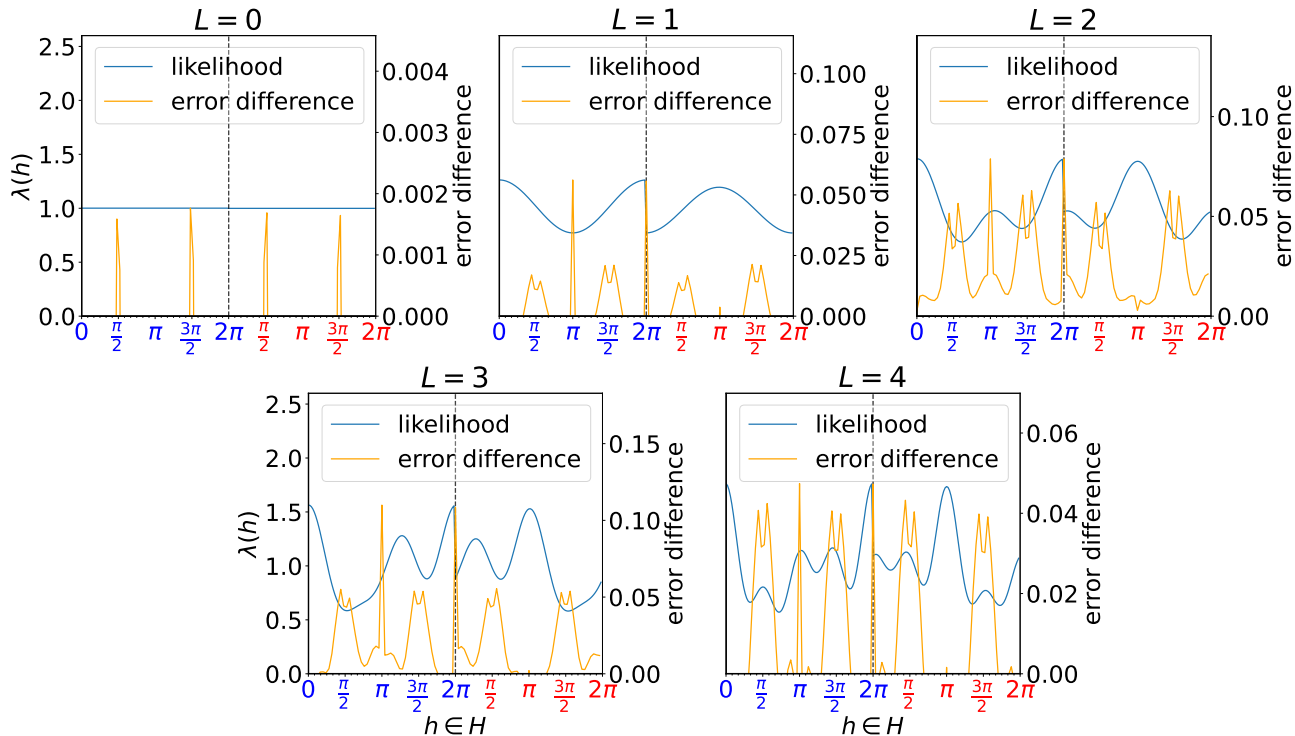 L = 0
L = 1
L = 2
likelihood
error difference
likelihood
error difference
likelihood
error difference
λ(h)
2.5
2.0
1.5
1.0
0.5
0.0
0.004
0.003
0.002
0.001
0.000
error difference
0.100
0.075
0.050
0.025
0.000
error difference
0.10
0.05
0.00
error difference
0 π/2 π 3π/2 2π π/2 π 3π/2 2π
0 π/2 π 3π/2 2π π/2 π 3π/2 2π
0 π/2 π 3π/2 2π π/2 π 3π/2 2π
L = 3
L = 4
likelihood
error difference
likelihood
error difference
λ(h)
2.5
2.0
1.5
1.0
0.5
0.0
0.15
0.10
0.05
0.00
error difference
0.06
0.04
0.02
0.00
error difference
0 π/2 π 3π/2 2π π/2 π 3π/2 2π
0 π/2 π 3π/2 2π π/2 π 3π/2 2π
h ∈ H
h ∈ H